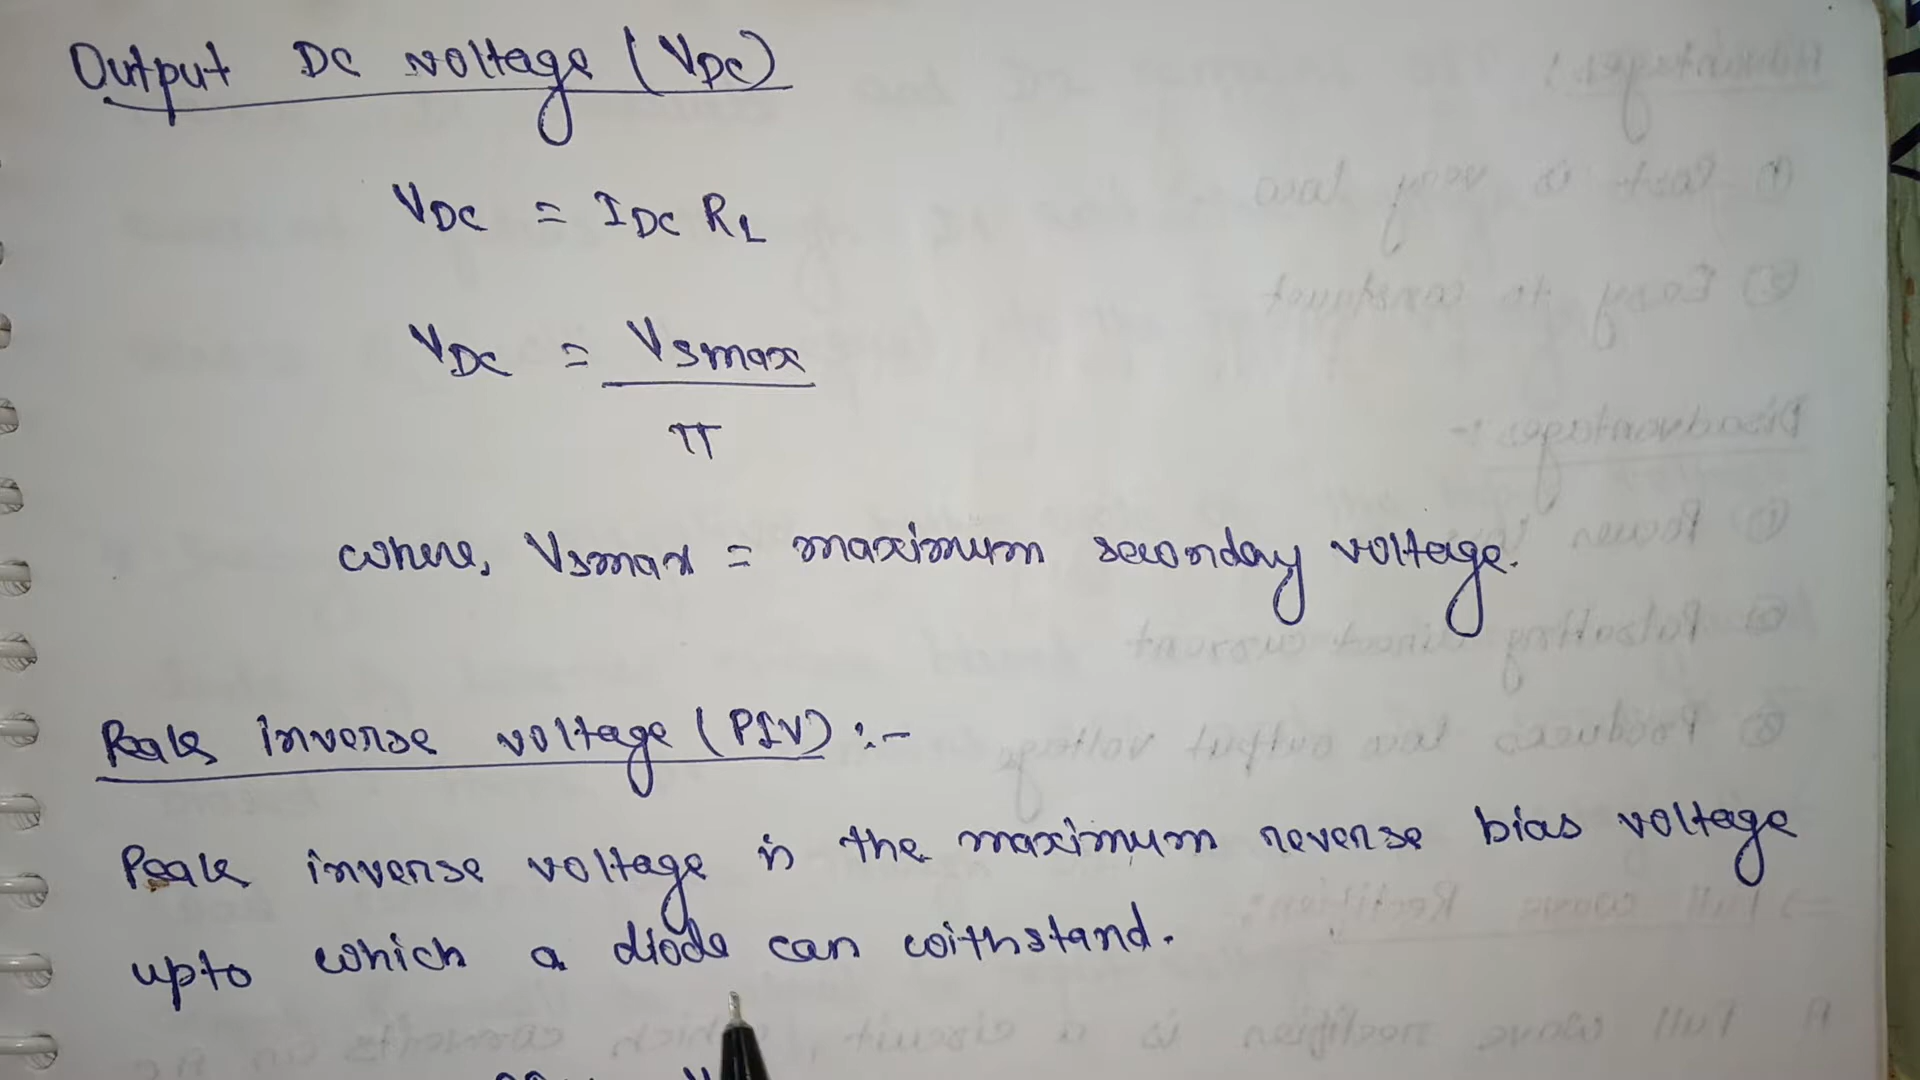 Output DC voltage (VDC)
VDC = IDC RL
VDC = Vsmax
π
where, Vsmax = maximum secondary voltage.
Peak inverse voltage (PIV) :-
Peak inverse voltage is the maximum reverse bias voltage
upto which a diode can withstand.